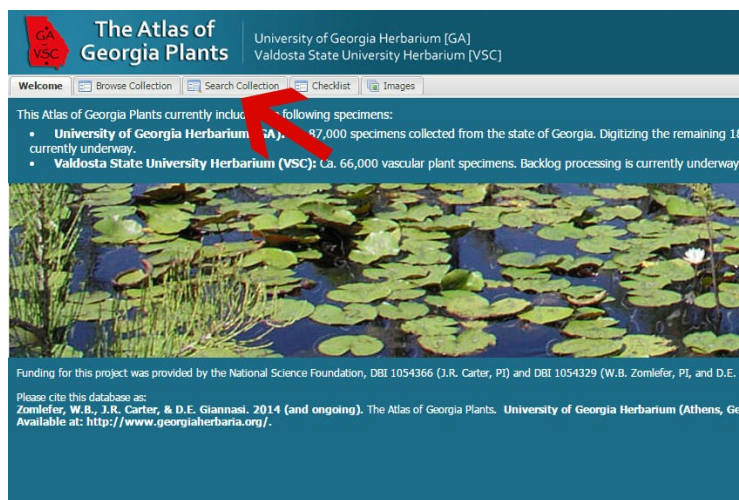 GA
VSC
The Atlas of
Georgia Plants
University of Georgia Herbarium [GA]
Valdosta State University Herbarium [VSC]
Welcome Browse Collection Search Collection Checklist Images
This Atlas of Georgia Plants currently following specimens:
• University of Georgia Herbarium 87,000 specimens collected from the state of Georgia. Digitizing the remaining
currently underway.
• Valdosta State University Herbarium (VSC): Ca. 66,000 vascular plant specimens. Backlog processing is currently underway
Funding for this project was provided by the National Science Foundation, DBI 1054366 (J.R. Carter, PI) and DBI 1054329 (W.B. Zomlefer, PI, and D.E.
Please cite this database as:
Zomlefer, W.B., J.R. Carter, & D.E. Giannasi. 2014 (and ongoing). The Atlas of Georgia Plants. University of Georgia Herbarium (Athens,
Available at: http://www.georgiaherbaria.org/.